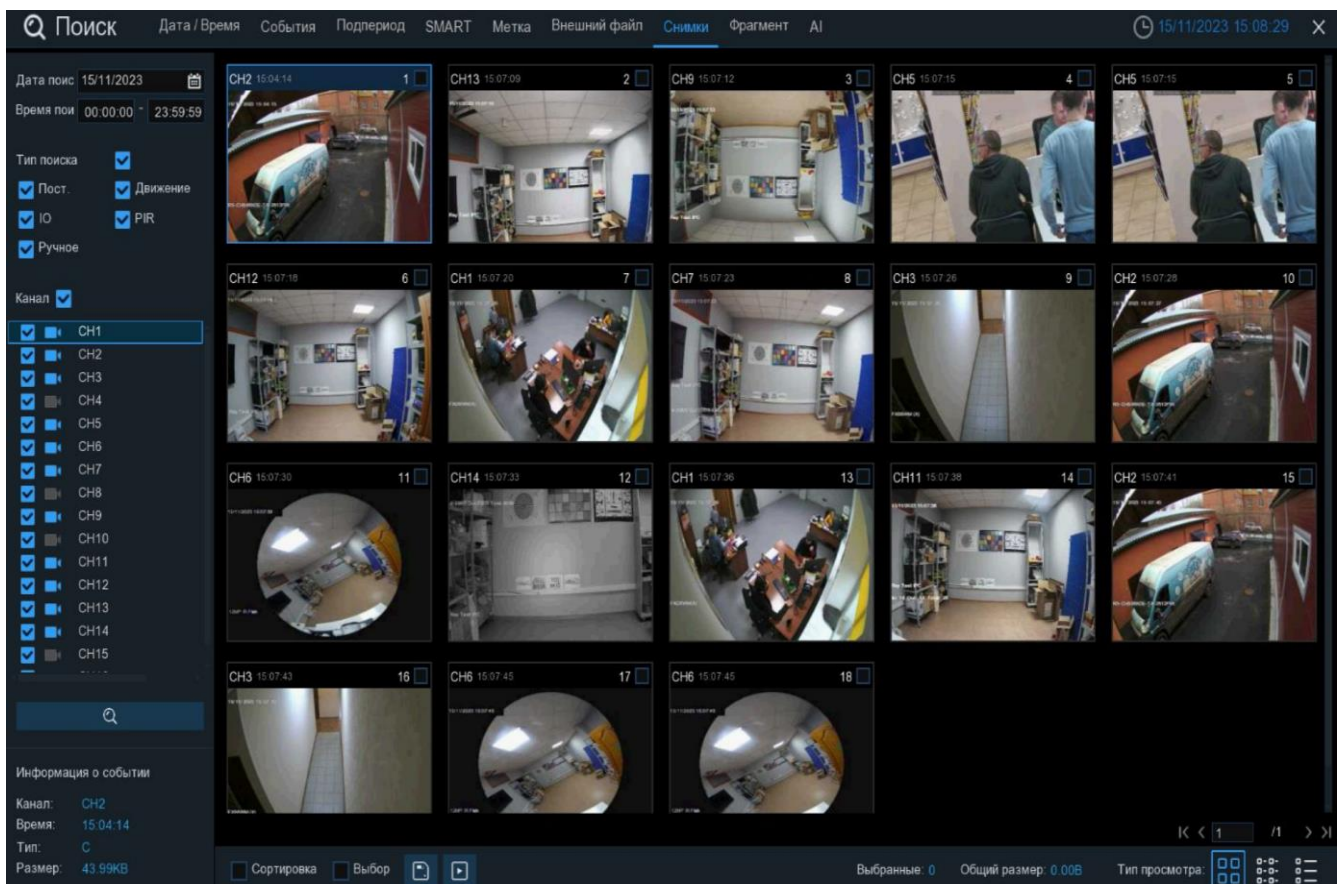 Поиск Дата / Время События Подпериод SMART Метка Внешний файл Снимки Фрагмент AI 15/11/2023 15:08:29
Дата поис 15/11/2023
Время пои 00:00:00 - 23:59:59
Тип поиска
Пост. Движение
IO PIR
Ручное
Канал
CH1
CH2
CH3
CH4
CH5
CH6
CH7
CH8
CH9
CH10
CH11
CH12
CH13
CH14
CH15
Информация о событии
Канал: CH2
Время: 15:04:14
Тип: C
Размер: 43.99KB
CH2 15:04:14 1
CH13 15:07:09 2
CH9 15:07:12 3
CH5 15:07:15 4
CH5 15:07:15 5
CH12 15:07:18 6
CH1 15:07:20 7
CH7 15:07:23 8
CH3 15:07:26 9
CH2 15:07:28 10
CH6 15:07:30 11
CH14 15:07:33 12
CH1 15:07:36 13
CH11 15:07:38 14
CH2 15:07:41 15
CH3 15:07:43 16
CH6 15:07:45 17
CH6 15:07:45 18
1 /1
Сортировка Выбор Выбранные: 0 Общий размер: 0.00B Тип просмотра: